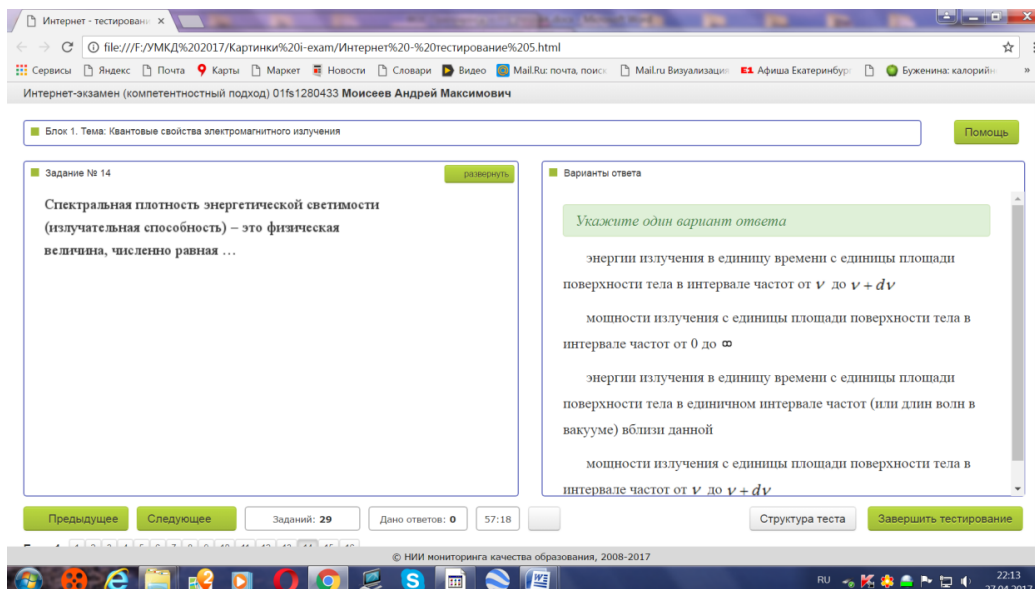 Интернет - тестировани
file:///F:/УМКД%202017/Картинки%20i-exam/Интернет%20-%20тестирование%205.html
Сервисы Яндекс Почта Карты Маркет Новости Словари Видео Mail.Ru: почта, поиск Mail.ru Визуализация Е1 Афиша Екатеринбур Буженина: калорийн »
Интернет-экзамен (компетентностный подход) 01fs1280433 Моисеев Андрей Максимович
Блок 1. Тема: Квантовые свойства электромагнитного излучения
Помощь
Задание № 14
развернуть
Спектральная плотность энергетической светимости
(излучательная способность) – это физическая
величина, численно равная …
Варианты ответа
Укажите один вариант ответа
энергии излучения в единицу времени с единицы площади
поверхности тела в интервале частот от ν до ν + dν
мощности излучения с единицы площади поверхности тела в
интервале частот от 0 до ∞
энергии излучения в единицу времени с единицы площади
поверхности тела в единичном интервале частот (или длин волн в
вакууме) вблизи данной
мощности излучения с единицы площади поверхности тела в
интервале частот от ν до ν + dν
Предыдущее Следующее Заданий: 29 Дано ответов: 0 57:18 Структура теста Завершить тестирование
© НИИ мониторинга качества образования, 2008-2017
RU 22:13
27.04.2017